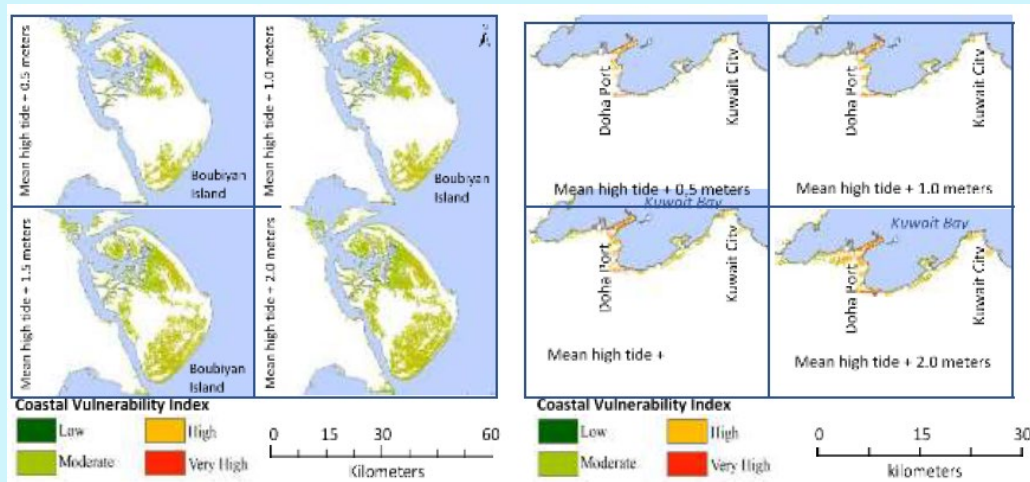 Mean high tide + 0.5 meters
Boubiyan
Island
Mean high tide + 1.0 meters
Boubiyan
Island
Mean high tide + 1.5 meters
Boubiyan
Island
Mean high tide + 2.0 meters
Coastal Vulnerability Index
Low
High
Moderate
Very High
0 15 30 60
Kilometers
Doha Port
Kuwait City
Mean high tide + 0.5 meters
Doha Port
Kuwait City
Mean high tide + 1.0 meters
Kuwait Bay
Doha Port
Kuwait City
Mean high tide +
Kuwait Bay
Doha Port
Kuwait City
Mean high tide + 2.0 meters
Coastal Vulnerability Index
Low
High
Moderate
Very High
0 15 30
kilometers